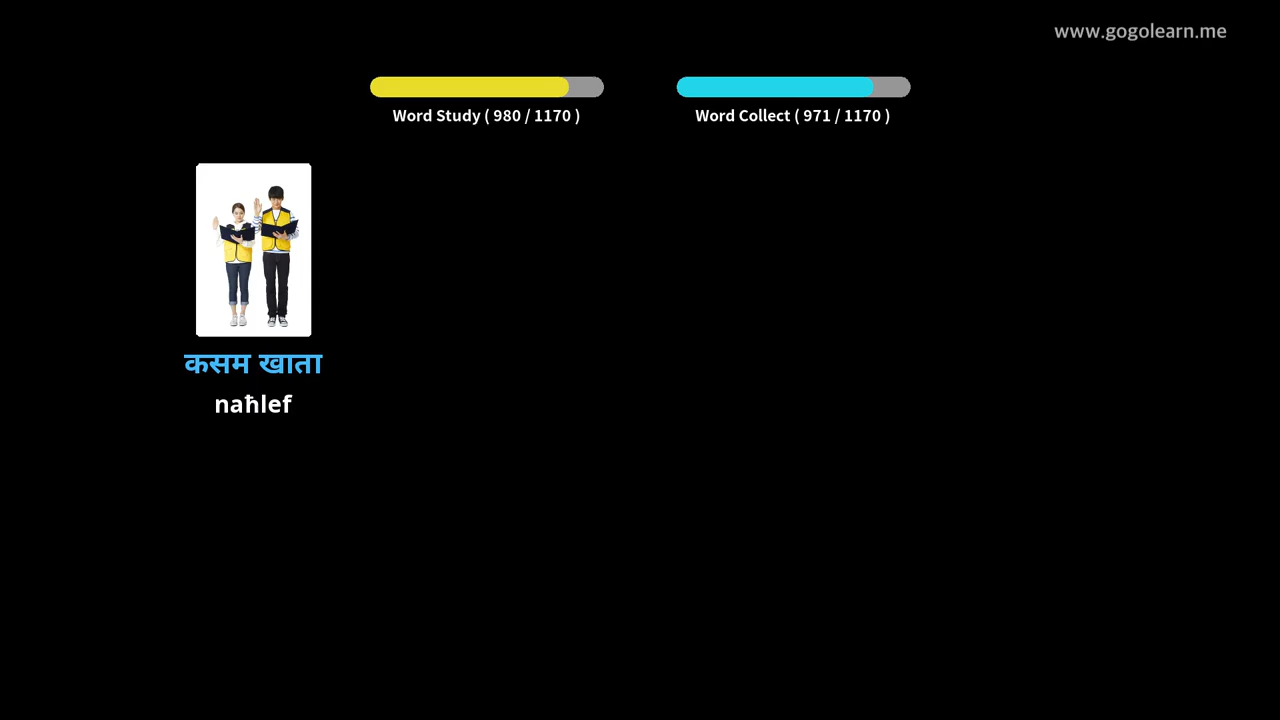 www.gogolearn.me
Word Study ( 980 / 1170 )
Word Collect ( 971 / 1170 )
कसम खाता
naħlef